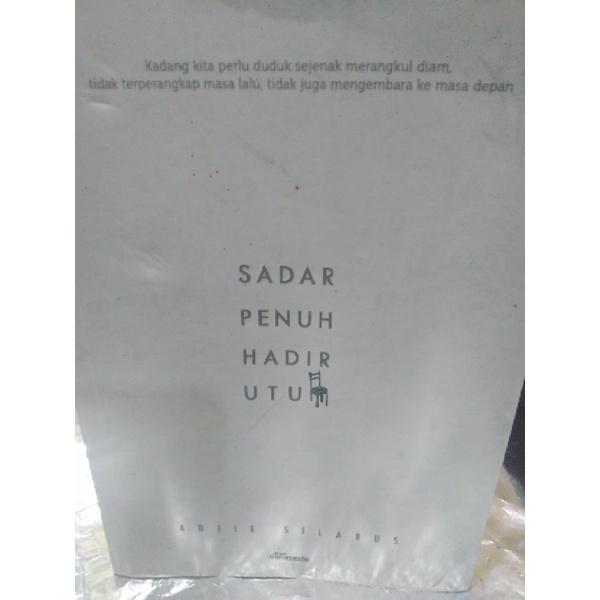 Kadang kita perlu duduk sejenak merangkul diam,
tidak terperangkap masa lalu, tidak juga mengembara ke masa depan
SADAR
PENUH
HADIR
UTUH
ADJIE SILARUS